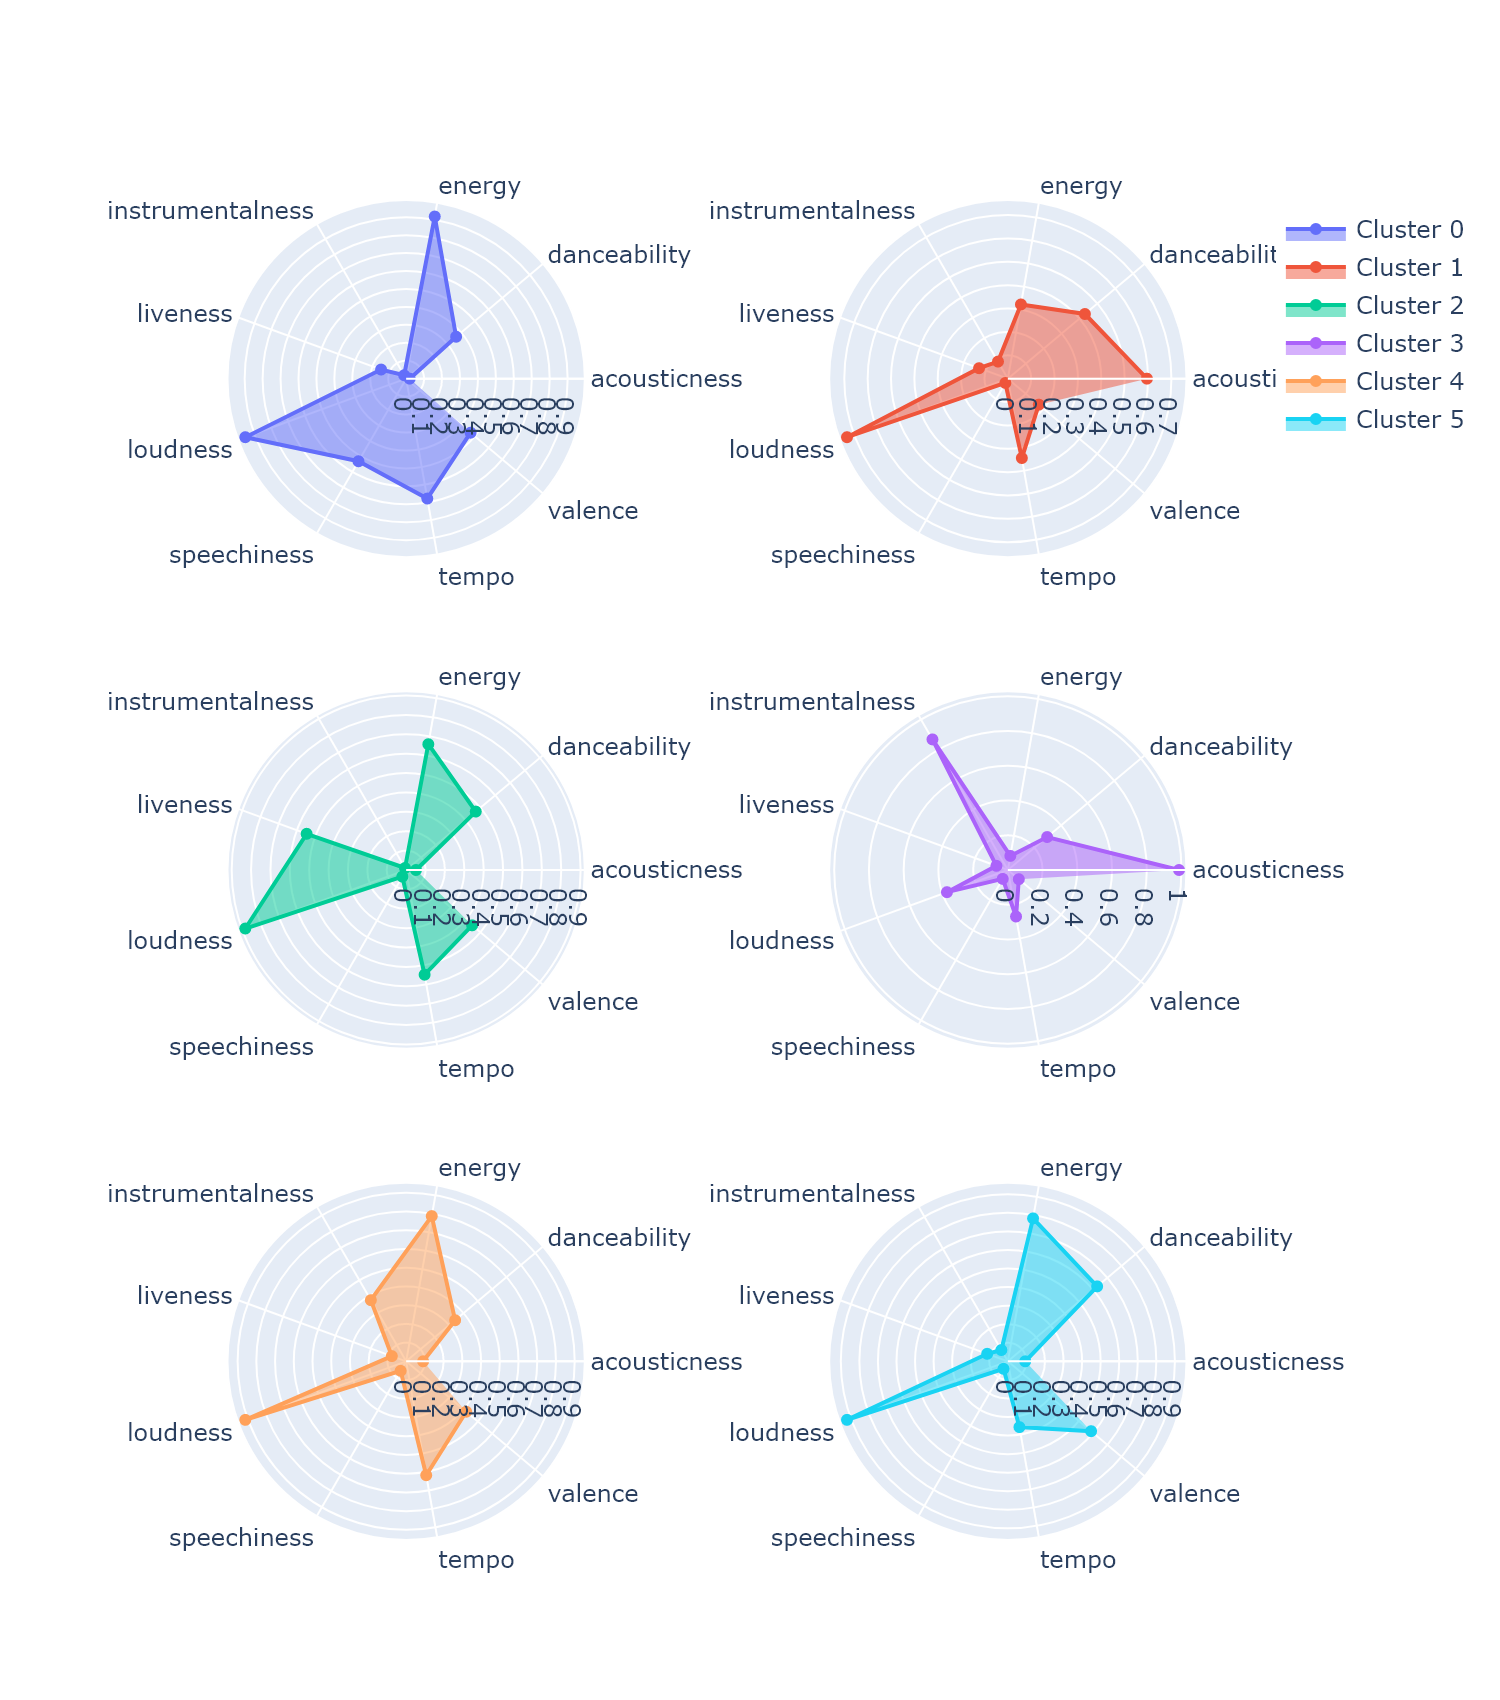 energy
instrumentalness
danceability
liveness
acousticness
loudness
valence
speechiness
tempo
0
0.1
0.2
0.3
0.4
0.5
0.6
0.7
0.8
0.9
energy
instrumentalness
danceabilit
liveness
acousti
loudness
valence
speechiness
tempo
0
0.1
0.2
0.3
0.4
0.5
0.6
0.7
Cluster 0
Cluster 1
Cluster 2
Cluster 3
Cluster 4
Cluster 5
energy
instrumentalness
danceability
liveness
acousticness
loudness
valence
speechiness
tempo
0
0.1
0.2
0.3
0.4
0.5
0.6
0.7
0.8
0.9
energy
instrumentalness
danceability
liveness
acousticness
loudness
valence
speechiness
tempo
0
0.2
0.4
0.6
0.8
1
energy
instrumentalness
danceability
liveness
acousticness
loudness
valence
speechiness
tempo
0
0.1
0.2
0.3
0.4
0.5
0.6
0.7
0.8
0.9
energy
instrumentalness
danceability
liveness
acousticness
loudness
valence
speechiness
tempo
0
0.1
0.2
0.3
0.4
0.5
0.6
0.7
0.8
0.9